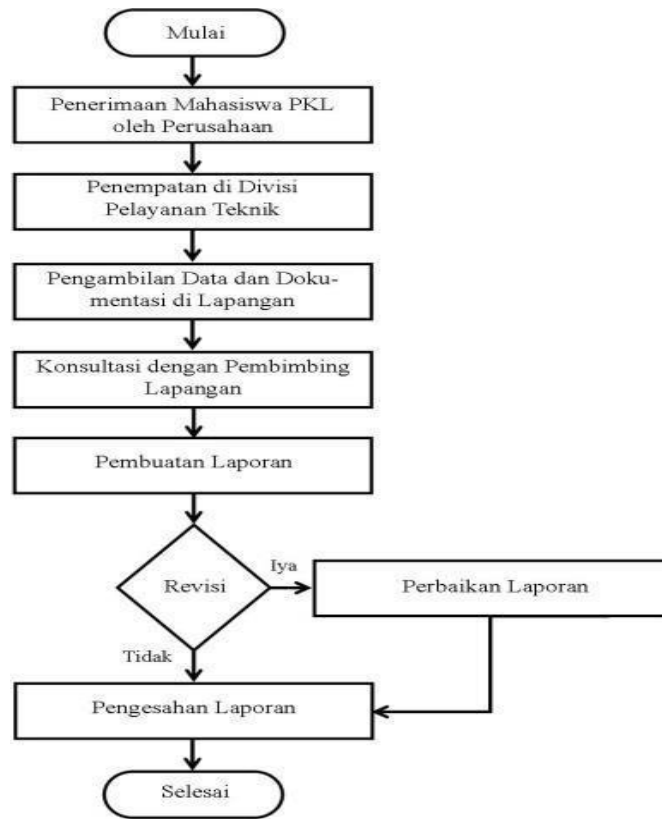 Mulai
Penerimaan Mahasiswa PKL
oleh Perusahaan
Penempatan di Divisi
Pelayanan Teknik
Pengambilan Data dan Doku-
mentasi di Lapangan
Konsultasi dengan Pembimbing
Lapangan
Pembuatan Laporan
Revisi
Iya
Perbaikan Laporan
Tidak
Pengesahan Laporan
Selesai